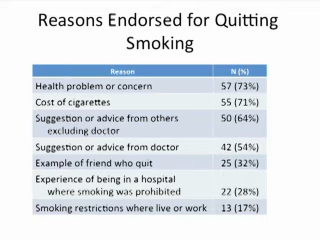 Reasons Endorsed for Quitting
Smoking
Reason N (%)
Health problem or concern 57 (73%)
Cost of cigarettes 55 (71%)
Suggestion or advice from others 50 (64%)
excluding doctor
Suggestion or advice from doctor 42 (54%)
Example of friend who quit 25 (32%)
Experience of being in a hospital
where smoking was prohibited 22 (28%)
Smoking restrictions where live or work 13 (17%)